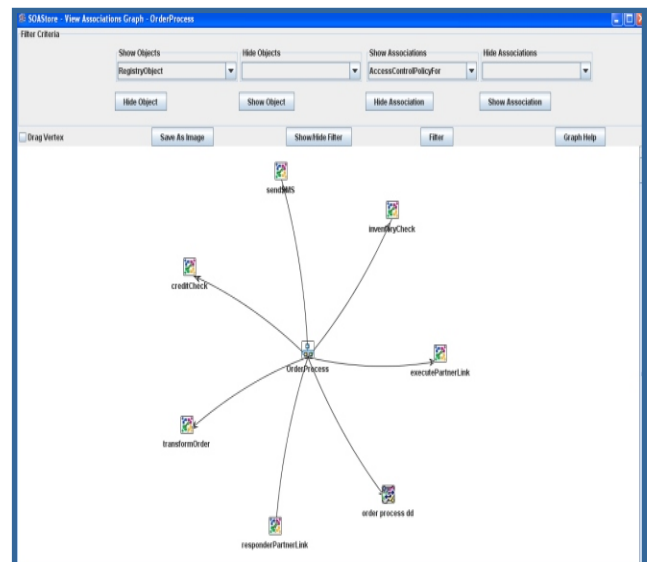 SOAStore - View Associations Graph - OrderProcess
Filter Criteria
Show Objects Hide Objects Show Associations Hide Associations
RegistryObject AccessControlPolicyFor
Hide Object Show Object Hide Association Show Association
Drag Vertex Save As Image Show/Hide Filter Filter Graph Help
sendSMS
inventoryCheck
creditCheck
OrderProcess
executePartnerLink
transformOrder
order process dd
responderPartnerLink